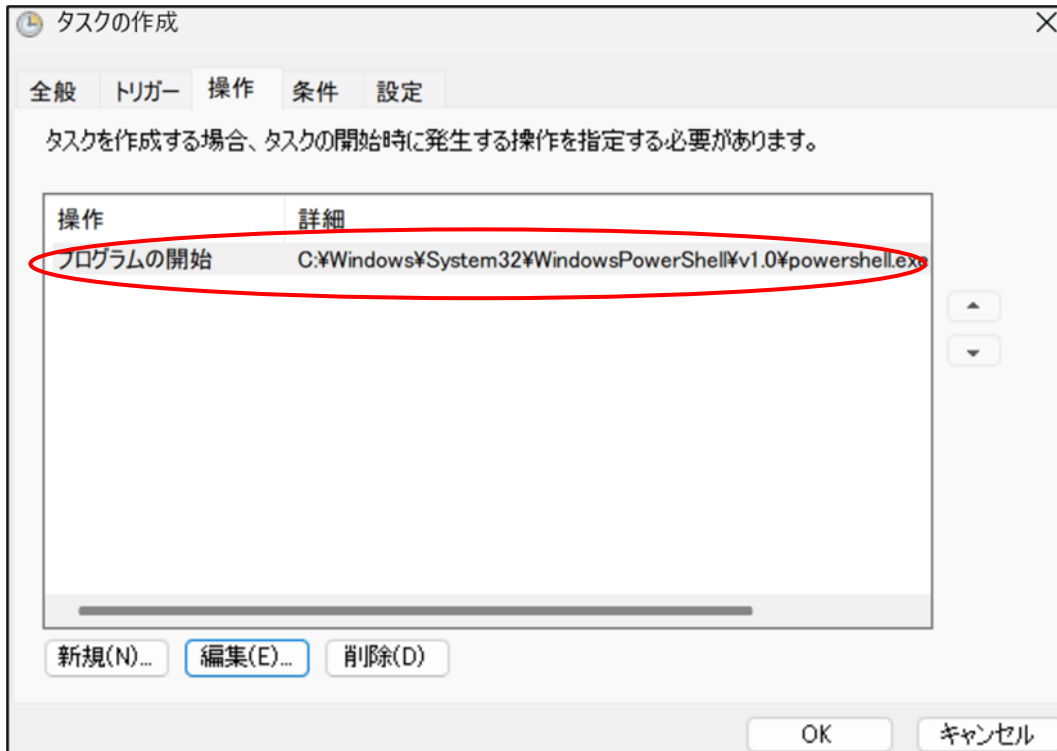 タスクの作成
全般 トリガー 操作 条件 設定
タスクを作成する場合、タスクの開始時に発生する操作を指定する必要があります。
操作 詳細
プログラムの開始 C:¥Windows¥System32¥WindowsPowerShell¥v1.0¥powershell.exe
新規(N)... 編集(E)... 削除(D)
OK キャンセル